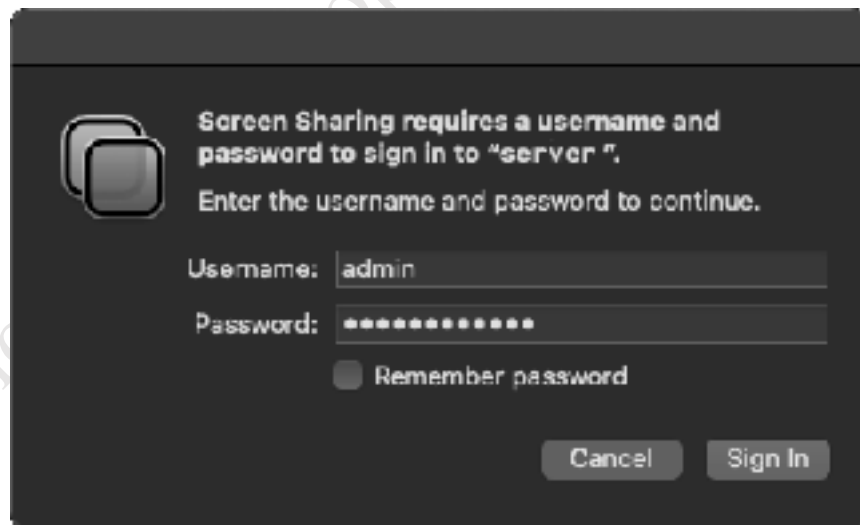 Screen Sharing requires a username and
password to sign in to “server ”.
Enter the username and password to continue.
Username: admin
Password: ••••••••••••
Remember password
Cancel Sign In